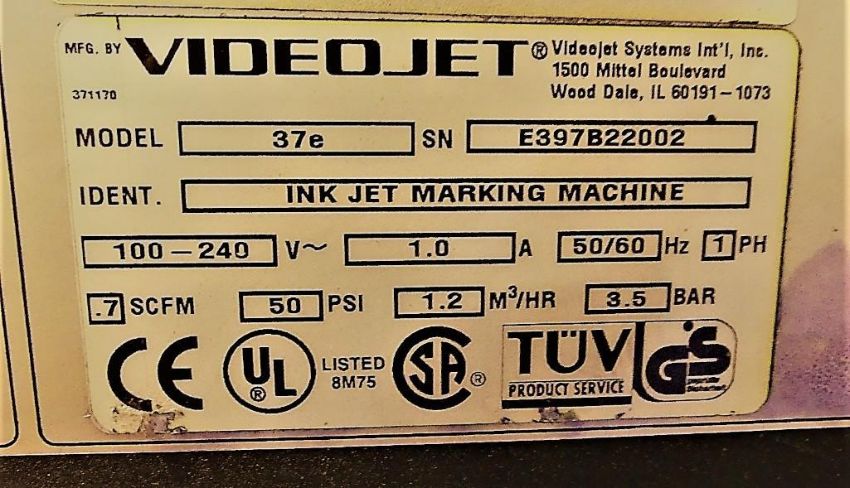 MFG. BY VIDEOJET® Videojet Systems Int'l, Inc.
1500 Mittel Boulevard
371170 Wood Dale, IL 60191-1073
MODEL 37e SN E397B22002
IDENT. INK JET MARKING MACHINE
100-240 V~ 1.0 A 50/60 Hz 1 PH
.7 SCFM 50 PSI 1.2 M³/HR 3.5 BAR
CE UL® LISTED 8M75 SA® TÜV PRODUCT SERVICE GS